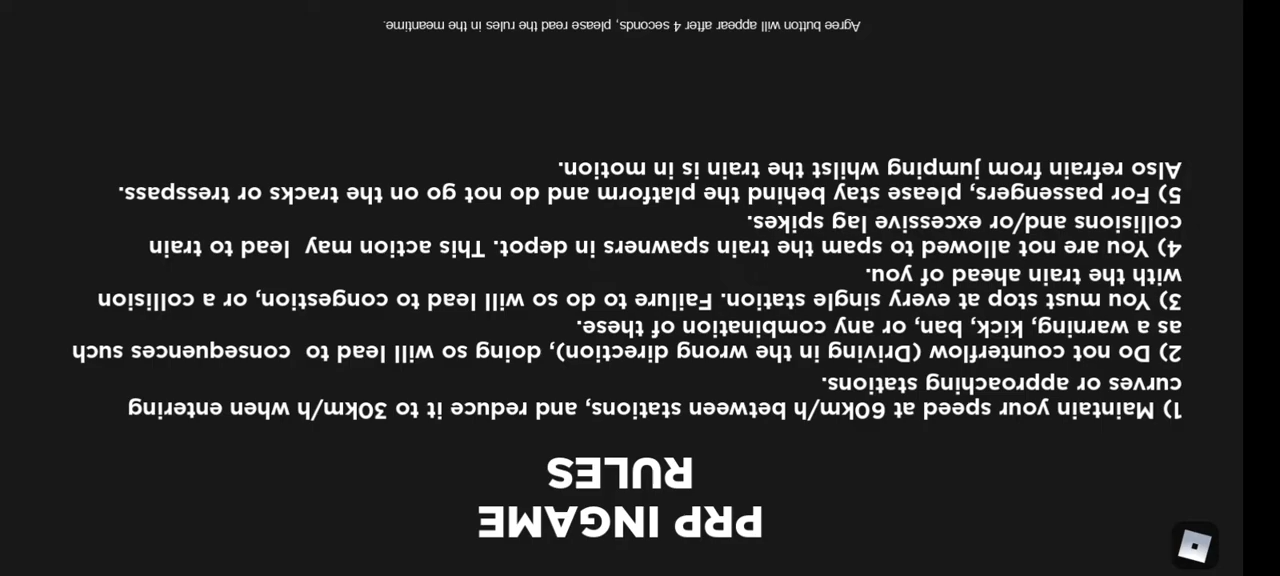 PRP INGAME
RULES
1) Maintain your speed at 60km/h between stations, and reduce it to 30km/h when entering
curves or approaching stations.
2) Do not counterflow (Driving in the wrong direction), doing so will lead to  consequences such
as a warning, kick, ban, or any combination of these.
3) You must stop at every single station. Failure to do so will lead to congestion, or a collision
with the train ahead of you.
4) You are not allowed to spam the train spawners in depot. This action may  lead to train
collisions and/or excessive lag spikes.
5) For passengers, please stay behind the platform and do not go on the tracks or tresspass.
Also refrain from jumping whilst the train is in motion.
Agree button will appear after 4 seconds, please read the rules in the meantime.